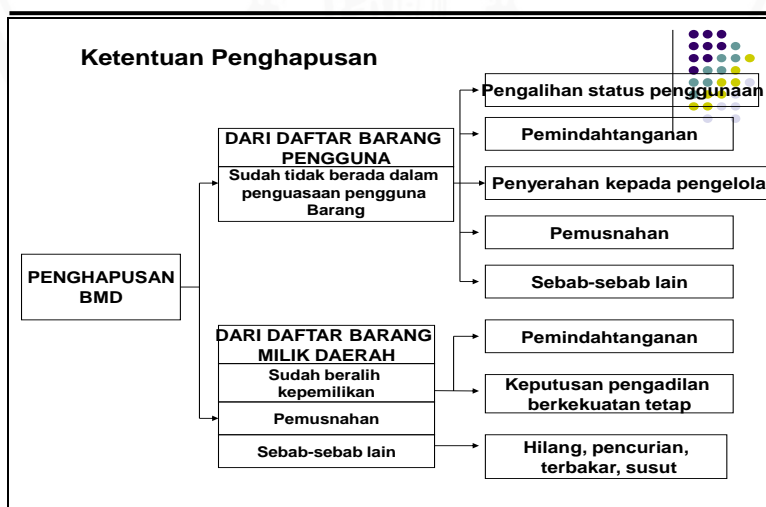 Ketentuan Penghapusan
PENGHAPUSAN
BMD
DARI DAFTAR BARANG
PENGGUNA
Sudah tidak berada dalam
penguasaan pengguna
Barang
Pengalihan status penggunaan
Pemindahtanganan
Penyerahan kepada pengelola
Pemusnahan
Sebab-sebab lain
DARI DAFTAR BARANG
MILIK DAERAH
Sudah beralih
kepemilikan
Pemusnahan
Sebab-sebab lain
Pemindahtanganan
Keputusan pengadilan
berkekuatan tetap
Hilang, pencurian,
terbakar, susut